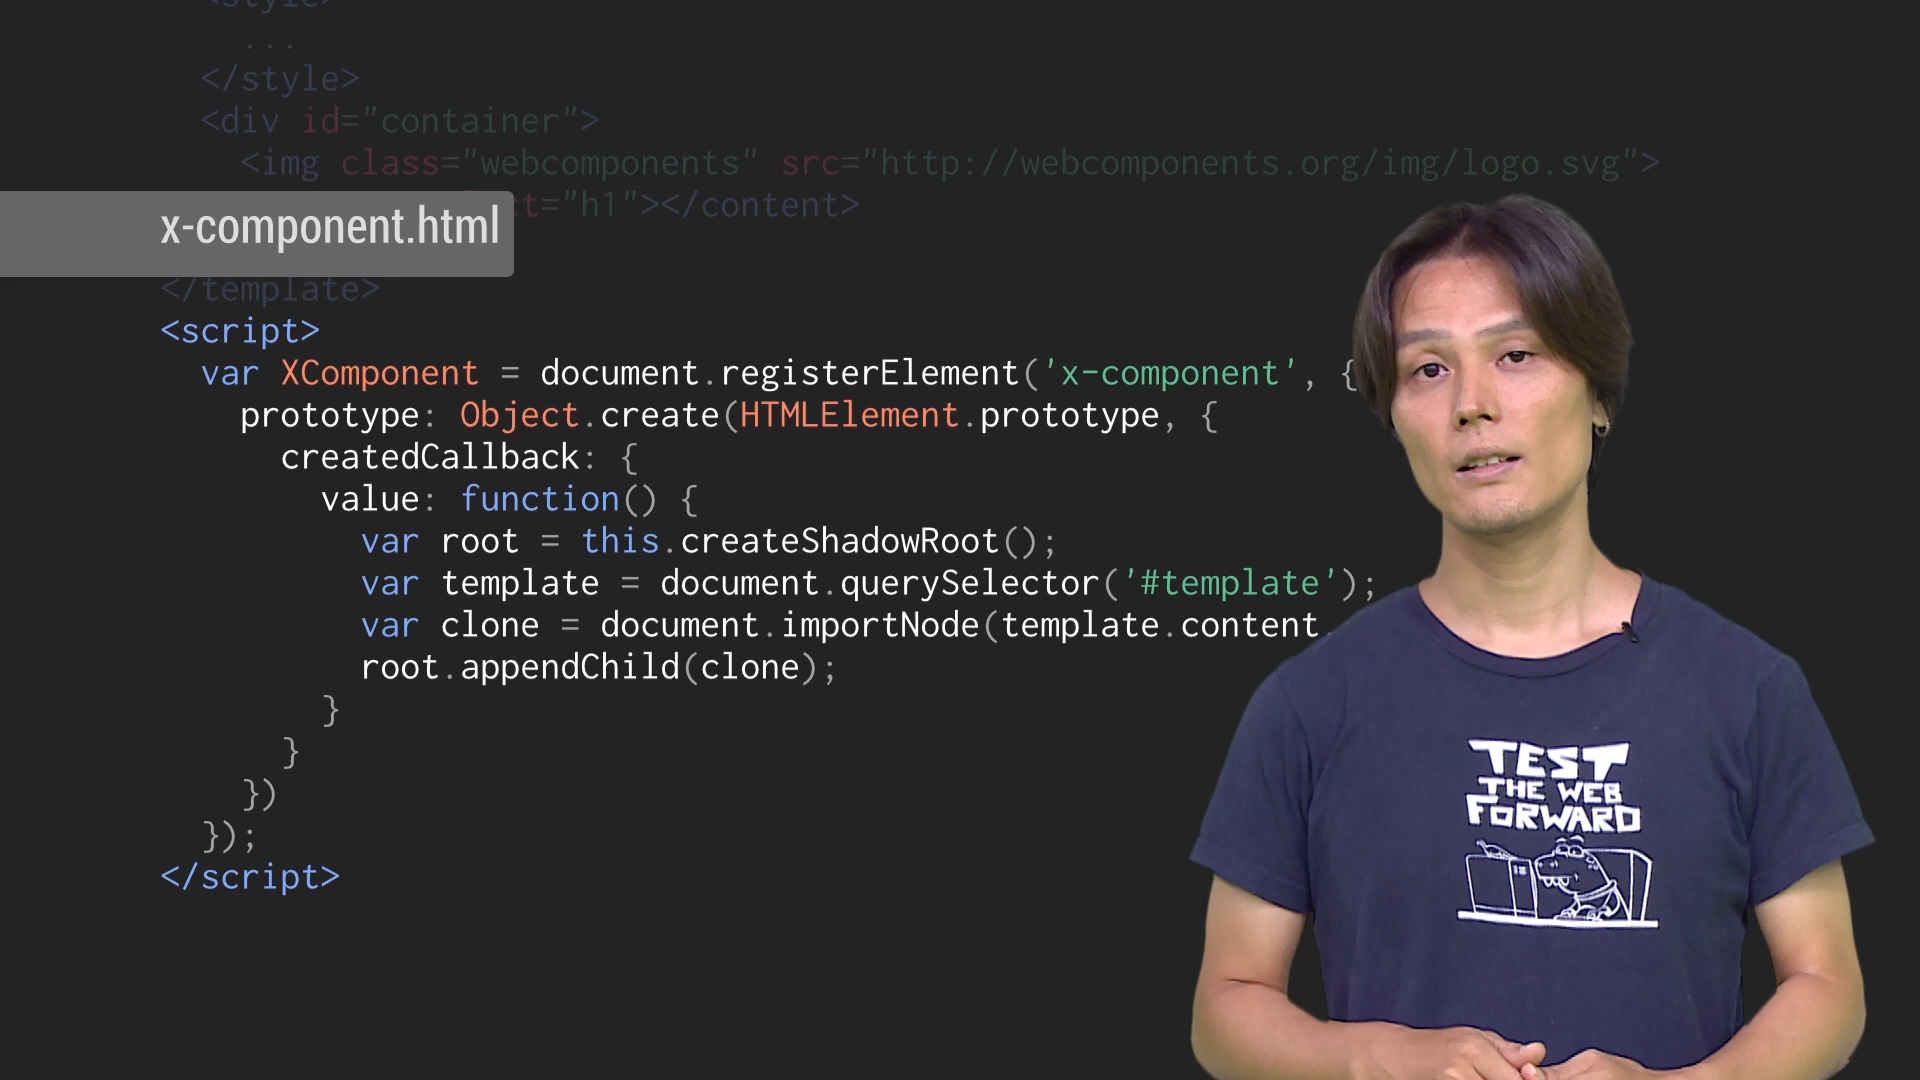 <style>
...
</style>
<div id="container">
<img class="webcomponents" src="http://webcomponents.org/img/logo.svg">
ct="h1"></content>
x-component.html
</template>
<script>
var XComponent = document.registerElement('x-component', {
prototype: Object.create(HTMLElement.prototype, {
createdCallback: {
value: function() {
var root = this.createShadowRoot();
var template = document.querySelector('#template');
var clone = document.importNode(template.content.
root.appendChild(clone);
}
}
})
});
</script>
TEST
THE WEB
FORWARD